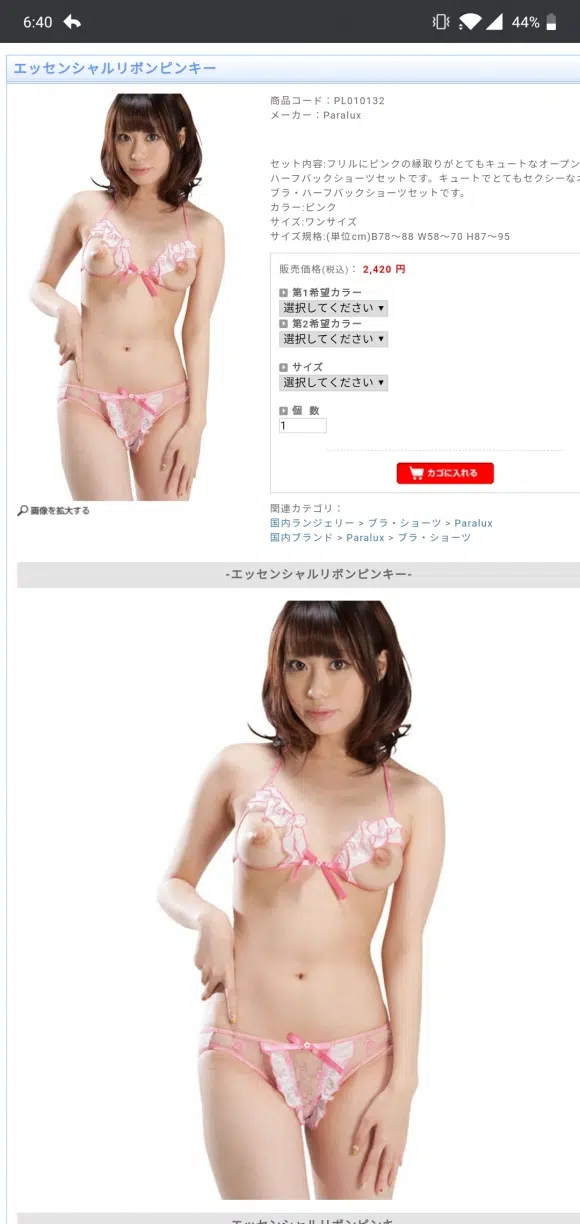 6:40
44%
エッセンシャルリボンピンキー
商品コード：PL010132
メーカー：Paralux
セット内容:フリルにピンクの縁取りがとてもキュートなオープン
ハーフバックショーツセットです。キュートでとてもセクシーな
ブラ・ハーフバックショーツセットです。
カラー:ピンク
サイズ:ワンサイズ
サイズ規格:(単位cm)B78～88 W58～70 H87～95
販売価格(税込)： 2,420 円
第1希望カラー
選択してください
第2希望カラー
選択してください
サイズ
選択してください
個 数
1
カゴに入れる
画像を拡大する
関連カテゴリ：
国内ランジェリー > ブラ・ショーツ > Paralux
国内ブランド > Paralux > ブラ・ショーツ
-エッセンシャルリボンピンキー-